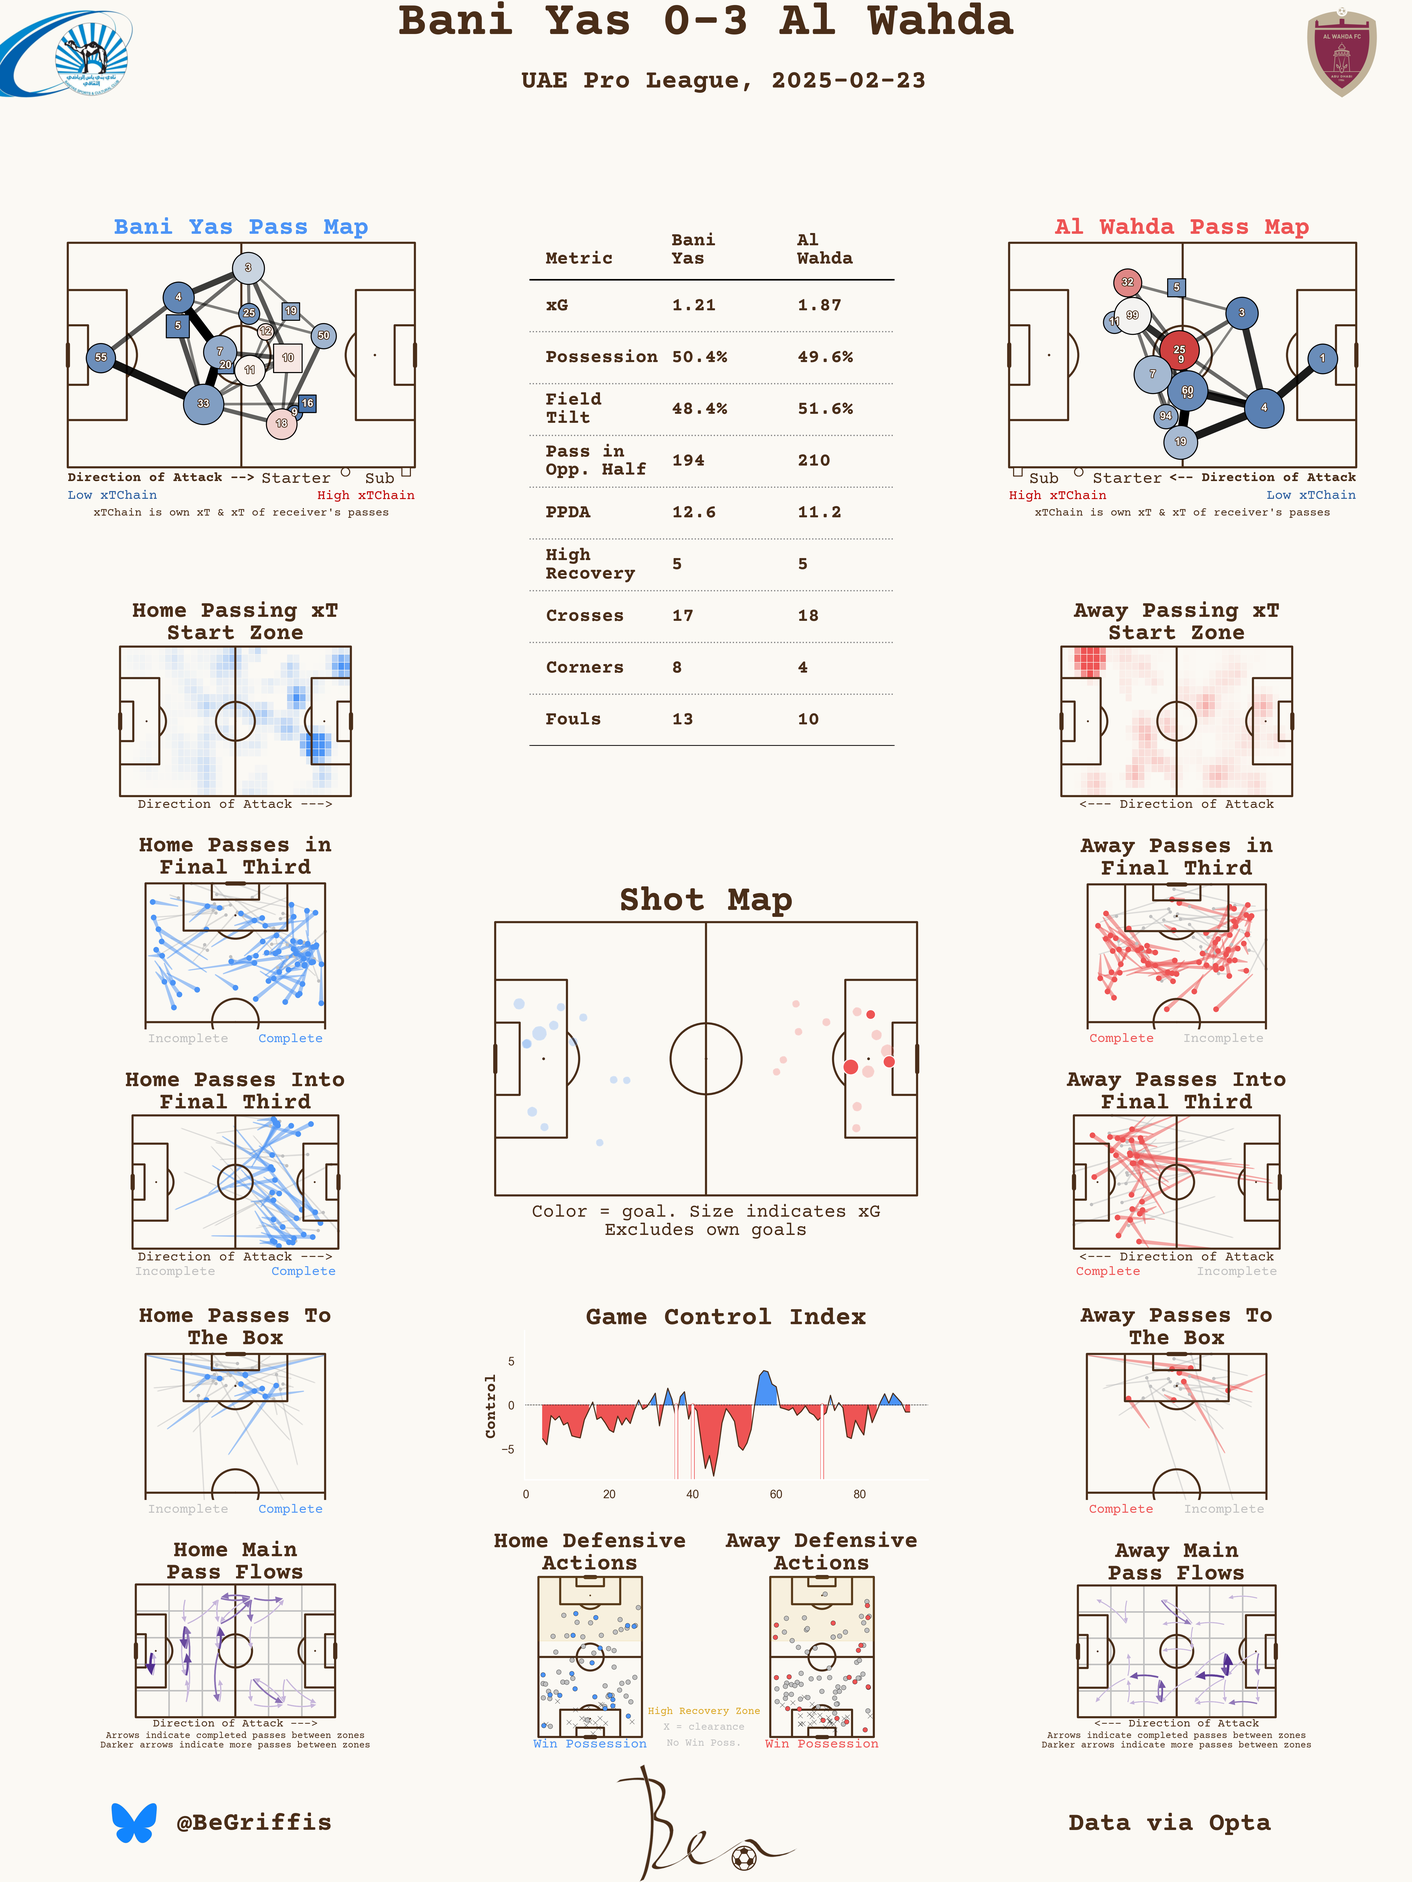 Bani Yas 0-3 Al Wahda
UAE Pro League, 2025-02-23
AL WAHDA FC
Bani Yas Pass Map
3
4
25
19
5
12
50
7
55
20
11
10
33
16
9
18
Direction of Attack --> Starter Sub
Low xTChain High xTChain
xTChain is own xT & xT of receiver's passes
Metric Bani Yas Al Wahda
xG 1.21 1.87
Possession 50.4% 49.6%
Field Tilt 48.4% 51.6%
Pass in Opp. Half 194 210
PPDA 12.6 11.2
High Recovery 5 5
Crosses 17 18
Corners 8 4
Fouls 13 10
Al Wahda Pass Map
32
5
11
99
3
25
9
1
7
60
94
4
19
Sub Starter <-- Direction of Attack
High xTChain Low xTChain
xTChain is own xT & xT of receiver's passes
Home Passing xT
Start Zone
Direction of Attack --->
Away Passing xT
Start Zone
<--- Direction of Attack
Home Passes in
Final Third
Incomplete Complete
Away Passes in
Final Third
Complete Incomplete
Shot Map
Color = goal. Size indicates xG
Excludes own goals
Home Passes Into
Final Third
Direction of Attack --->
Incomplete Complete
Away Passes Into
Final Third
<--- Direction of Attack
Complete Incomplete
Home Passes To
The Box
Incomplete Complete
Game Control Index
Control
5
0
−5
0 20 40 60 80
Away Passes To
The Box
Complete Incomplete
Home Main
Pass Flows
Direction of Attack --->
Arrows indicate completed passes between zones
Darker arrows indicate more passes between zones
Home Defensive
Actions
Win Possession
High Recovery Zone
X = clearance
No Win Poss.
Away Defensive
Actions
Win Possession
Away Main
Pass Flows
<--- Direction of Attack
Arrows indicate completed passes between zones
Darker arrows indicate more passes between zones
@BeGriffis
Ben
Data via Opta